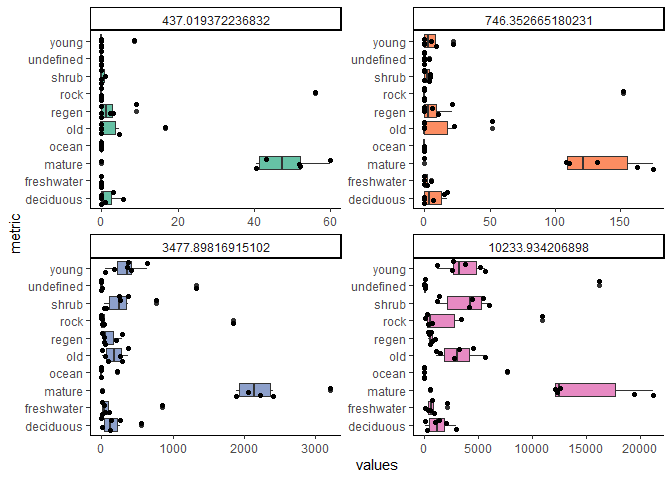 437.019372236832
young
undefined
shrub
rock
regen
old
ocean
mature
freshwater
deciduous
0
20
40
60
746.352665180231
young
undefined
shrub
rock
regen
old
ocean
mature
freshwater
deciduous
0
50
100
150
metric
3477.89816915102
young
undefined
shrub
rock
regen
old
ocean
mature
freshwater
deciduous
0
1000
2000
3000
10233.934206898
young
undefined
shrub
rock
regen
old
ocean
mature
freshwater
deciduous
0
5000
10000
15000
20000
values